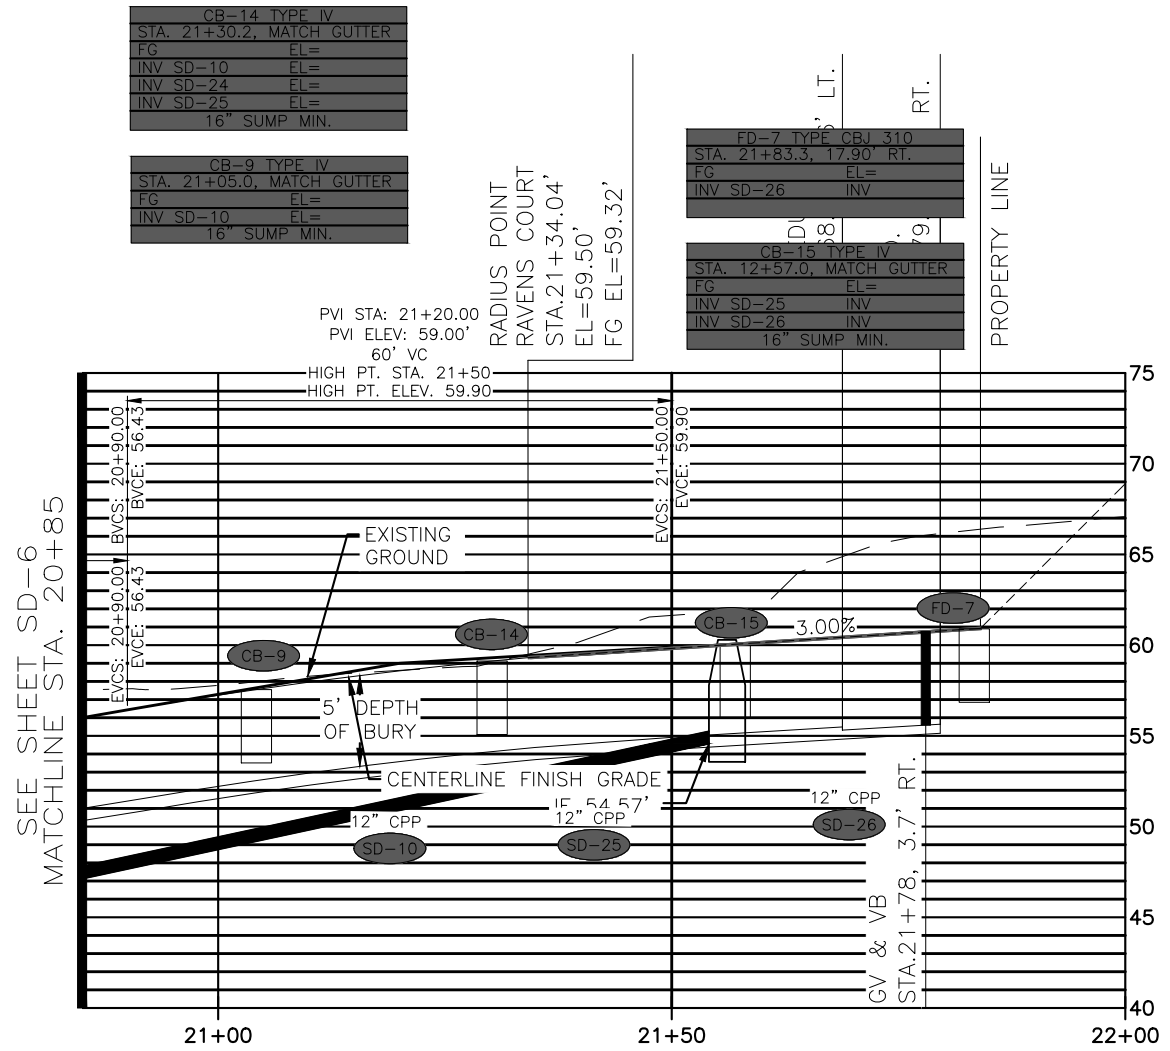 CB-14 TYPE IV
STA. 21+30.2, MATCH GUTTER
FG EL=
INV SD-10 EL=
INV SD-24 EL=
INV SD-25 EL=
16" SUMP MIN.
CB-9 TYPE IV
STA. 21+05.0, MATCH GUTTER
FG EL=
INV SD-10 EL=
16" SUMP MIN.
RADIUS POINT
RAVENS COURT
STA.21+34.04'
EL=59.50'
FG EL=59.32'
LT.
RT.
FD-7 TYPE CBJ 310
STA. 21+83.3, 17.90' RT.
FG EL=
INV SD-26 INV
CB-15 TYPE IV
STA. 12+57.0, MATCH GUTTER
FG EL=
INV SD-25 INV
INV SD-26 INV
16" SUMP MIN.
PROPERTY LINE
PVI STA: 21+20.00
PVI ELEV: 59.00'
60' VC
HIGH PT. STA. 21+50
HIGH PT. ELEV. 59.90
BVCS: 20+90.00
BVCE: 56.43
EVCS: 21+50.00
EVCE: 59.90
EVCS: 20+90.00
EVCE: 56.43
SEE SHEET SD-6
MATCHLINE STA. 20+85
EXISTING
GROUND
CB-9
CB-14
CB-15
3.00%
FD-7
5' DEPTH
OF BURY
CENTERLINE FINISH GRADE
IE 54.57'
12" CPP
SD-10
12" CPP
SD-25
12" CPP
SD-26
GV & VB
STA.21+78, 3.7' RT.
75
70
65
60
55
50
45
40
21+00
21+50
22+00